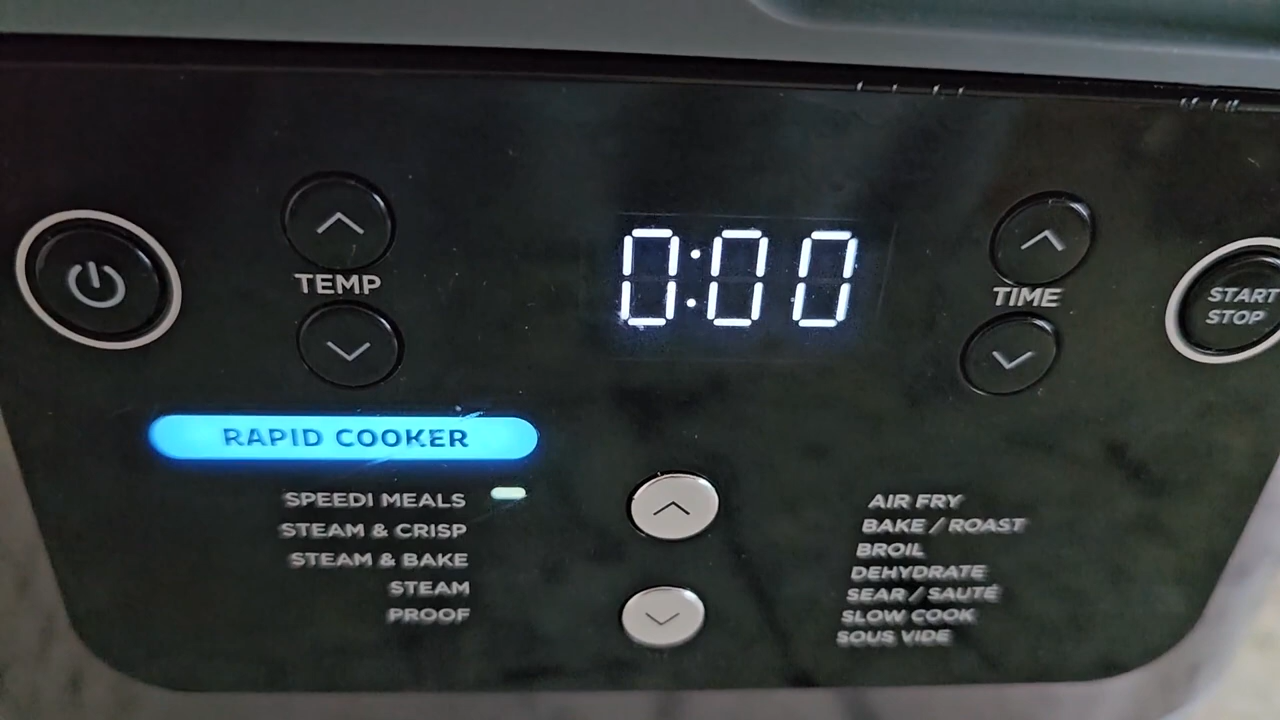 0:00
TEMP
TIME
START
STOP
RAPID COOKER
SPEEDI MEALS
STEAM & CRISP
STEAM & BAKE
STEAM
PROOF
AIR FRY
BAKE / ROAST
BROIL
DEHYDRATE
SEAR / SAUTÉ
SLOW COOK
SOUS VIDE